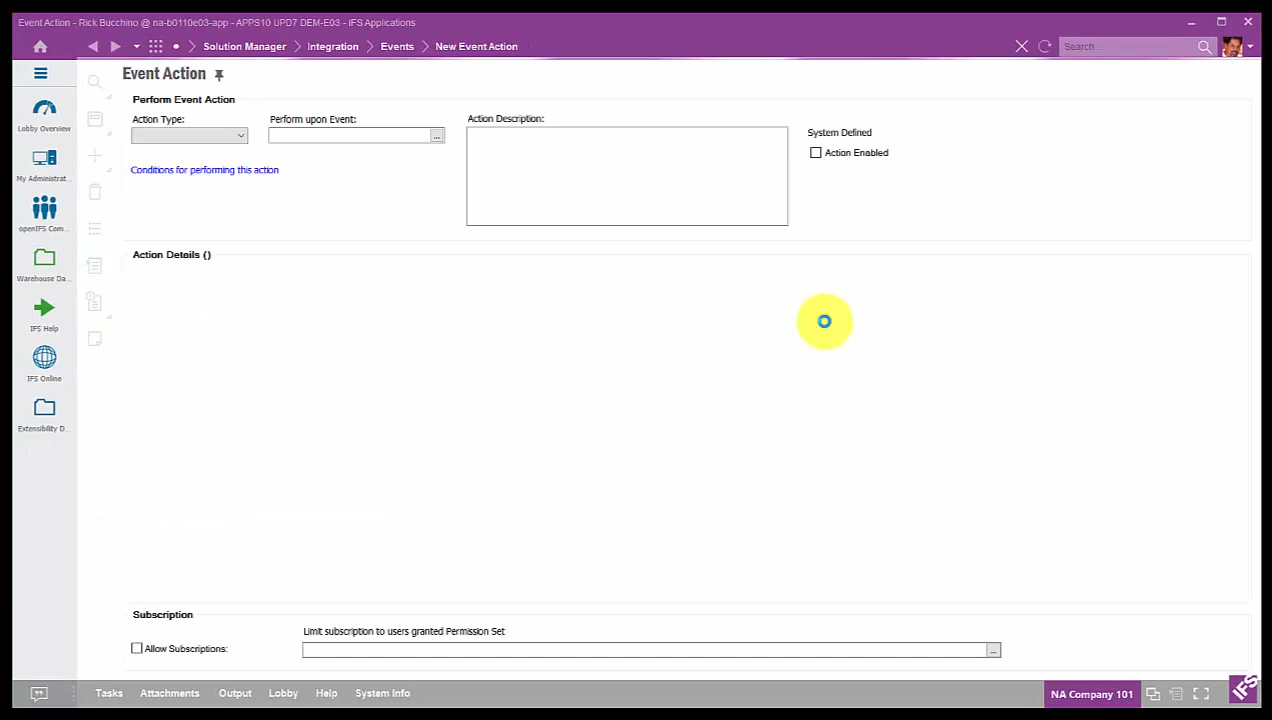 Event Action - Rick Bucchino @ na-b0110e03-app - APPS10 UPD7 DEM-E03 - IFS Applications
Solution Manager
Integration
Events
New Event Action
Search...
Event Action
Perform Event Action
Action Type:
Perform upon Event:
Action Description:
System Defined
Action Enabled
Conditions for performing this action
Action Details ()
Lobby Overview
My Administrat...
openIFS Com...
Warehouse Da...
IFS Help
IFS Online
Extensibility D...
Subscription
Limit subscription to users granted Permission Set
Allow Subscriptions:
Tasks
Attachments
Output
Lobby
Help
System Info
NA Company 101
IFS